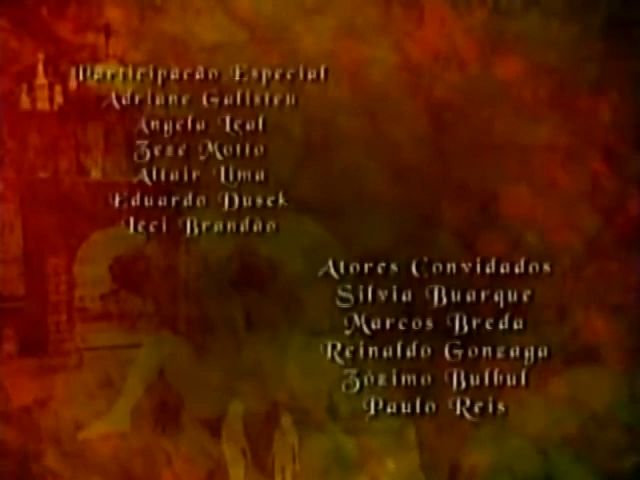 Participação Especial
Adriane Galisteu
Angela Leal
Zezé Motta
Altair Lima
Eduardo Dusek
Leci Brandão
Atores Convidados
Silvia Buarque
Marcos Breda
Reinaldo Gonzaga
Zózimo Bulbul
Paulo Reis